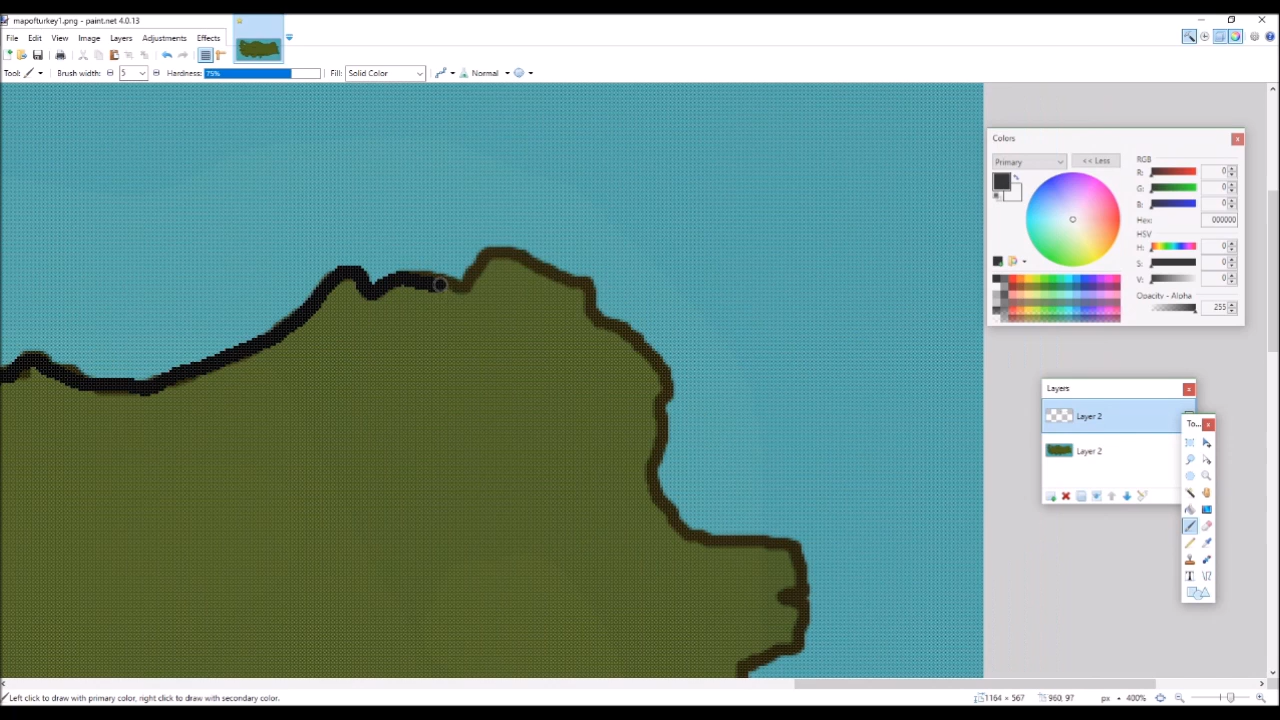 mapofturkey1.png - paint.net 4.0.13
File Edit View Image Layers Adjustments Effects
Tool: Brush width: 5 Hardness: 75% Fill: Solid Color Normal
Colors
Primary << Less
RGB
R: 0
G: 0
B: 0
Hex: 000000
HSV
H: 0
S: 0
V: 0
Opacity - Alpha
255
Layers
Layer 2
Layer 2
To...
Left click to draw with primary color, right click to draw with secondary color. 1164 × 567 960, 97 px 400%